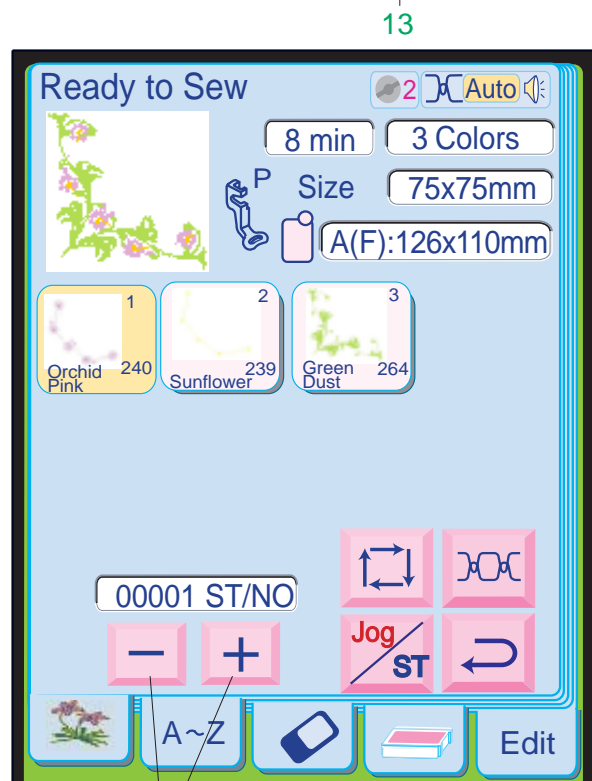 13
Ready to Sew
2 Auto
8 min 3 Colors
P Size 75x75mm
A(F):126x110mm
1 2 3
Orchid Pink 240
Sunflower 239
Green Dust 264
00001 ST/NO
− +
Jog
ST
A~Z Edit